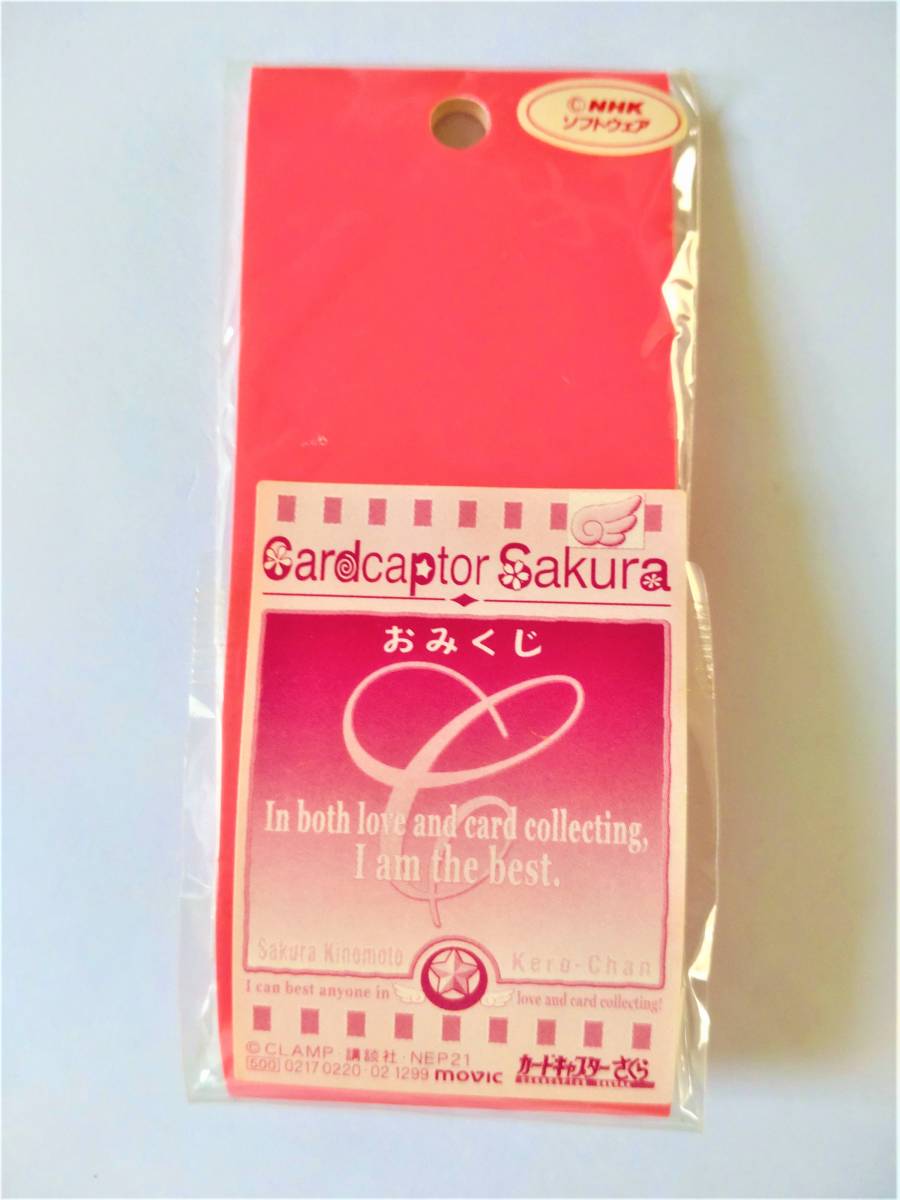 ©NHK
ソフトウェア
Cardcaptor Sakura
おみくじ
In both love and card collecting,
I am the best.
Sakura Kinomoto
Kero-Chan
I can best anyone in love and card collecting!
©CLAMP・講談社・NEP21
500 0217 0220・02 1299 movic
カードキャプターさくら